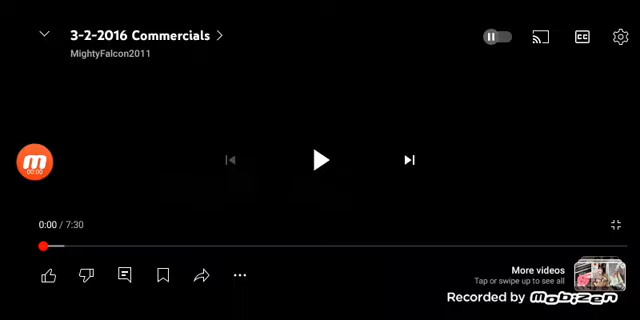 3-2-2016 Commercials
MightyFalcon2011
CC
m
00:00
0:00 / 7:30
More videos
Tap or swipe up to see all
Recorded by mobizen